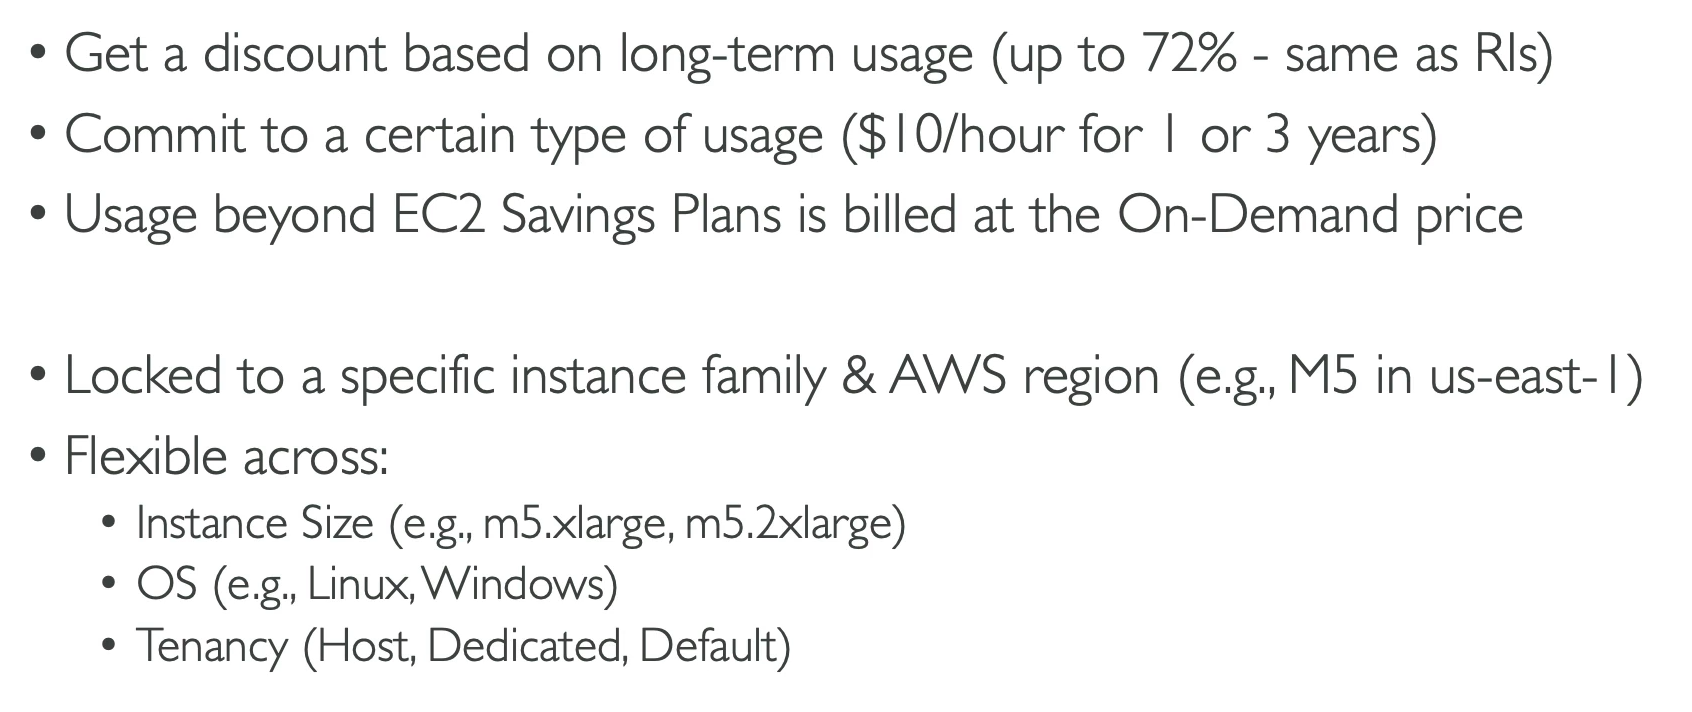 • Get a discount based on long-term usage (up to 72% - same as RIs)
• Commit to a certain type of usage ($10/hour for 1 or 3 years)
• Usage beyond EC2 Savings Plans is billed at the On-Demand price
• Locked to a specific instance family & AWS region (e.g., M5 in us-east-1)
• Flexible across:
• Instance Size (e.g., m5.xlarge, m5.2xlarge)
• OS (e.g., Linux, Windows)
• Tenancy (Host, Dedicated, Default)